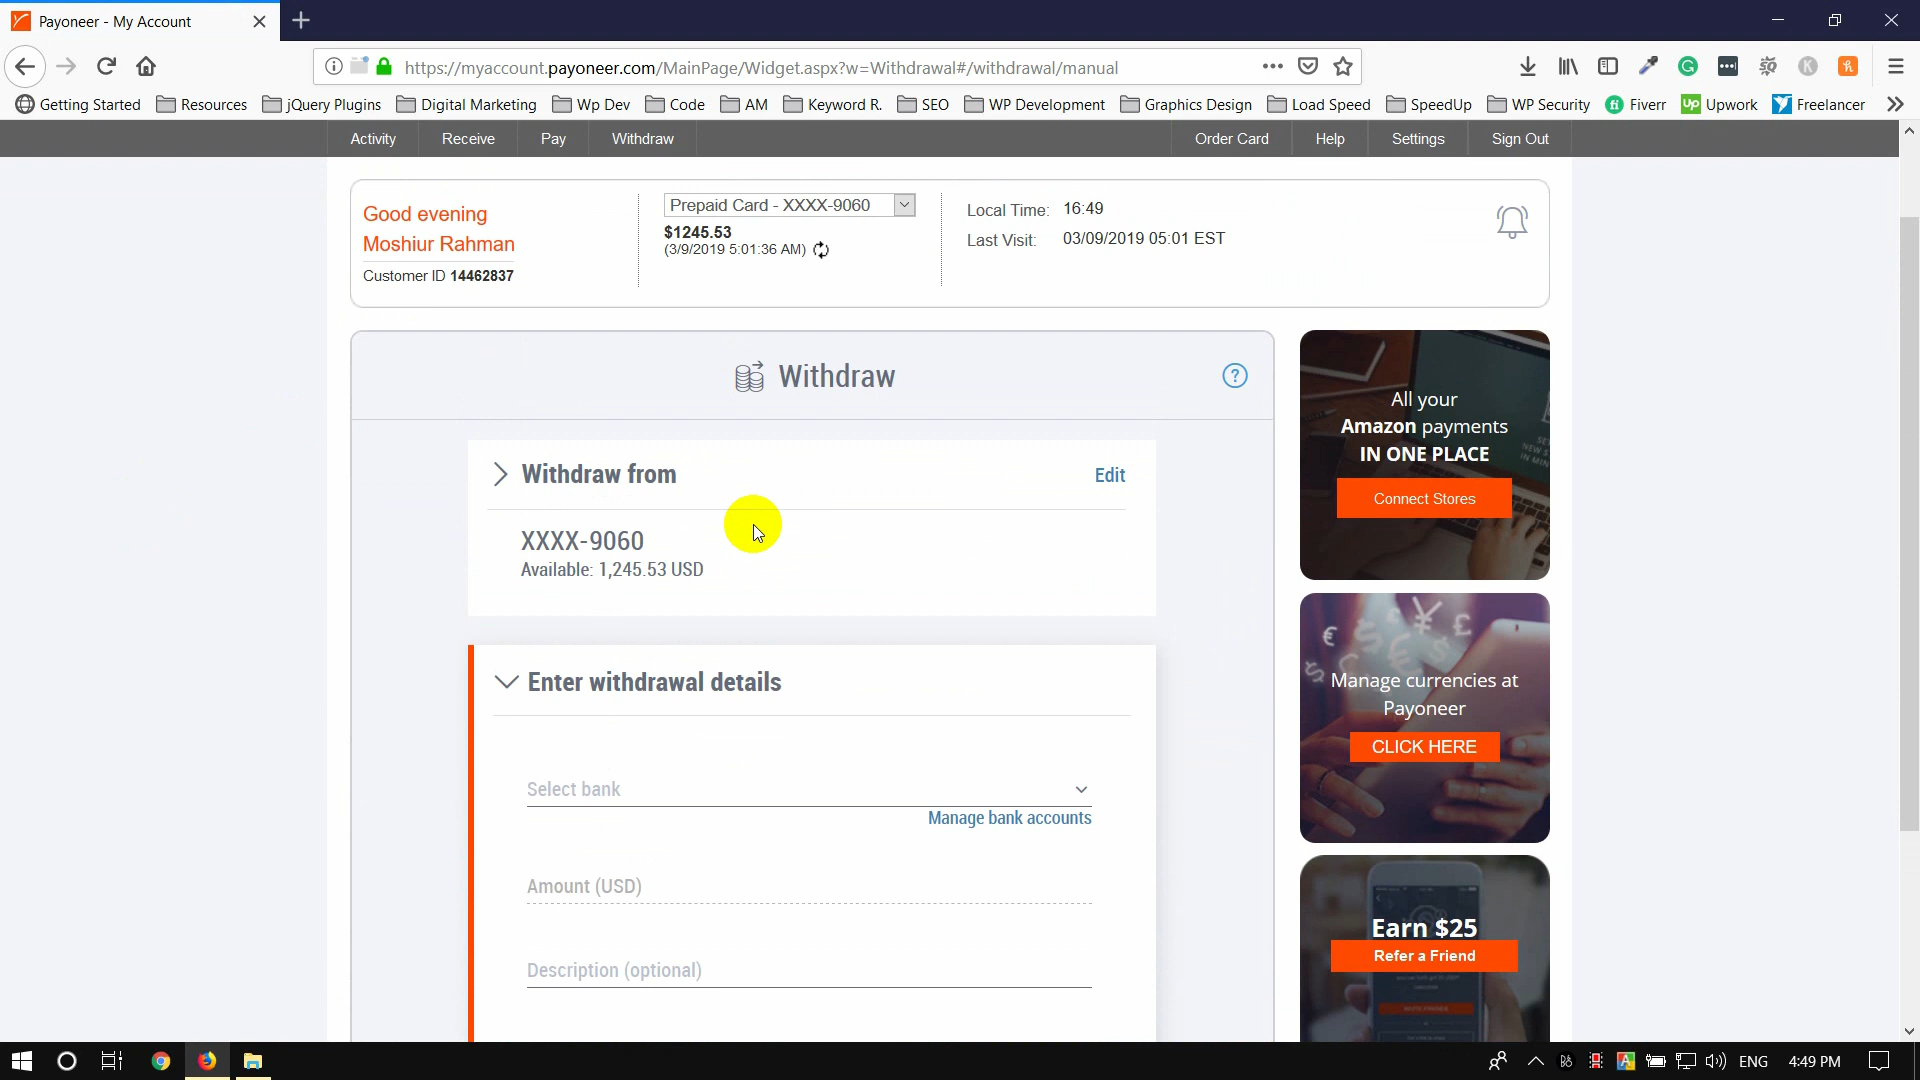 Payoneer - My Account
https://myaccount.payoneer.com/MainPage/Widget.aspx?w=Withdrawal#/withdrawal/manual
Getting Started Resources jQuery Plugins Digital Marketing Wp Dev Code AM Keyword R. SEO WP Development Graphics Design Load Speed SpeedUp WP Security Fiverr Upwork Freelancer
Activity Receive Pay Withdraw Order Card Help Settings Sign Out
Good evening
Moshiur Rahman
Customer ID 14462837
Prepaid Card - XXXX-9060
$1245.53
(3/9/2019 5:01:36 AM)
Local Time: 16:49
Last Visit: 03/09/2019 05:01 EST
Withdraw
Withdraw from
Edit
XXXX-9060
Available: 1,245.53 USD
Enter withdrawal details
Select bank
Manage bank accounts
Amount (USD)
Description (optional)
All your
Amazon payments
IN ONE PLACE
Connect Stores
Manage currencies at
Payoneer
CLICK HERE
Earn $25
Refer a Friend
ENG 4:49 PM